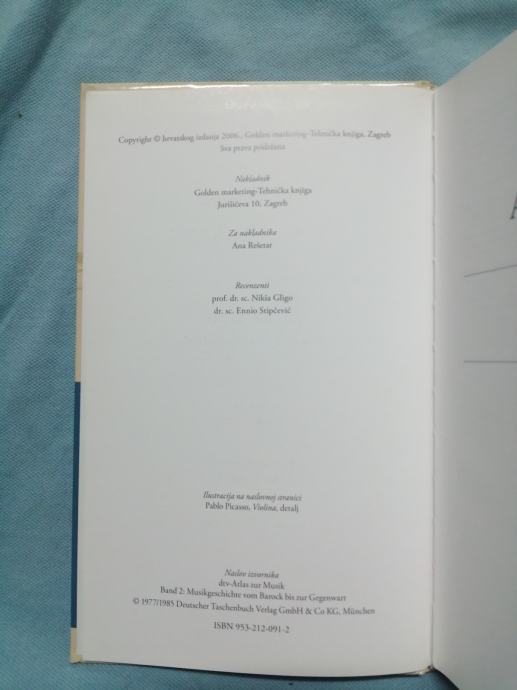 Copyright © hrvatskog izdanja 2006., Golden marketing-Tehnička knjiga, Zagreb
Sva prava pridržana
Nakladnik
Golden marketing-Tehnička knjiga
Jurišićeva 10, Zagreb
Za nakladnika
Ana Rešetar
Recenzenti
prof. dr. sc. Nikša Gligo
dr. sc. Ennio Stipčević
Ilustracija na naslovnoj stranici
Pablo Picasso, Violina, detalj
Naslov izvornika
dtv-Atlas zur Musik
Band 2: Musikgeschichte vom Barock bis zur Gegenwart
© 1977/1985 Deutscher Taschenbuch Verlag GmbH & Co KG, München
ISBN 953-212-091-2